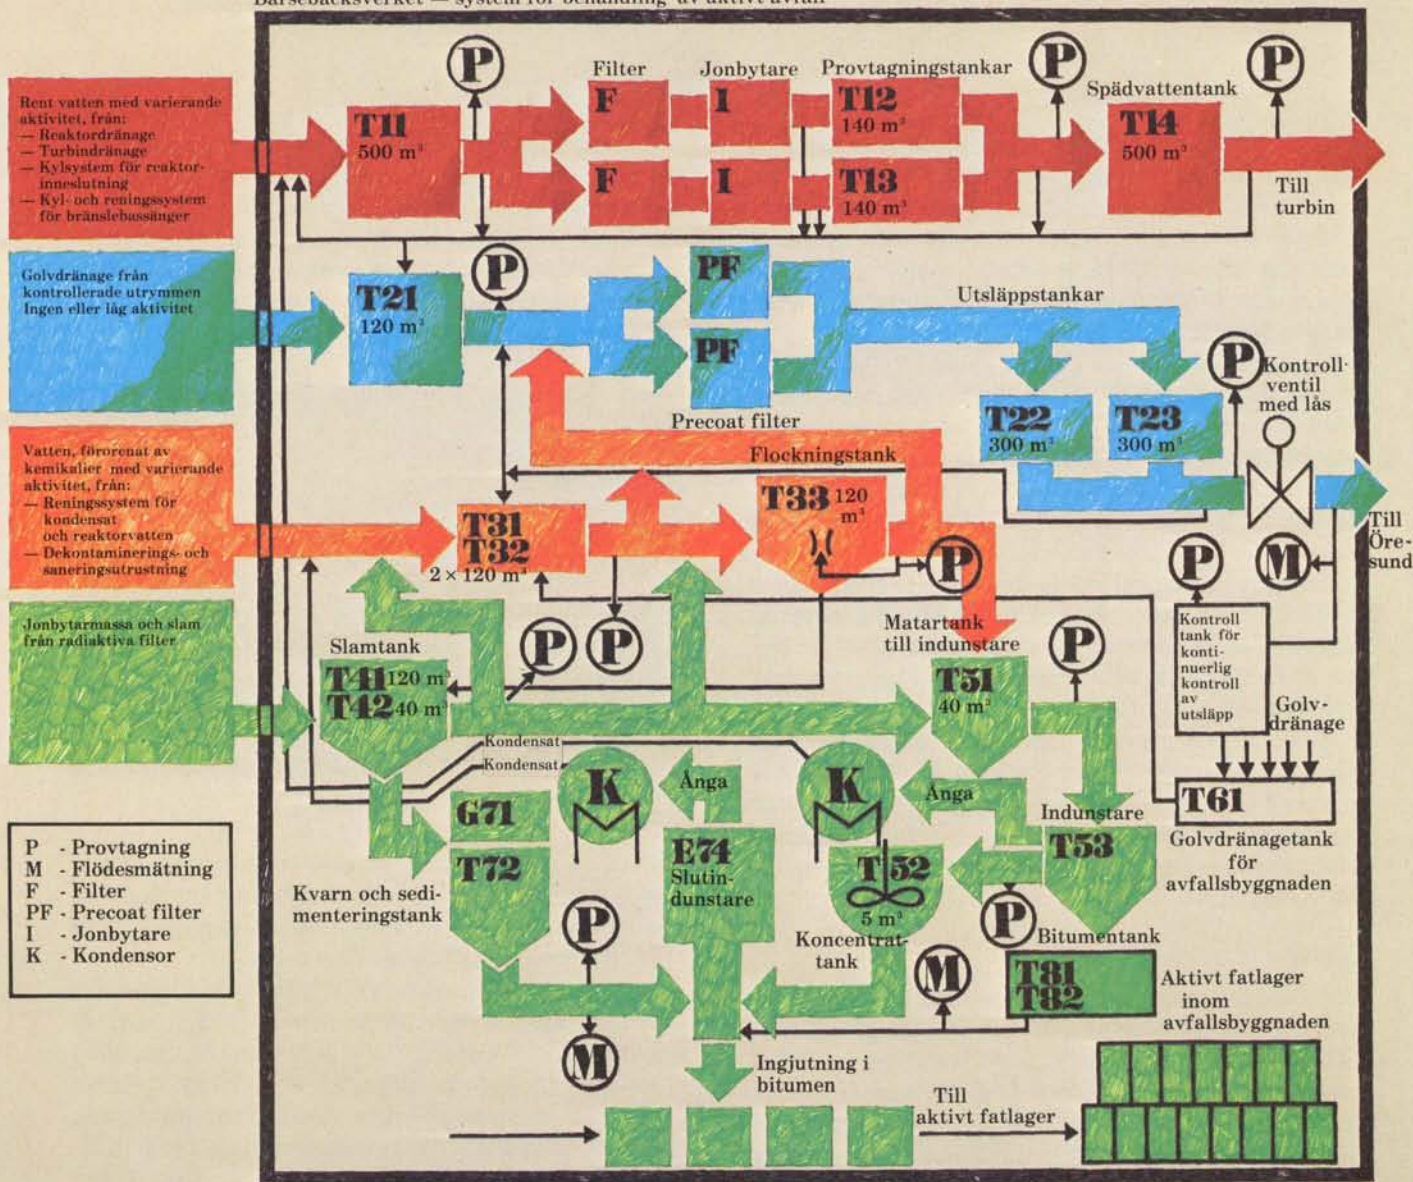 Barsebäcksverket — system för behandling av aktivt avfall
Rent vatten med varierande
aktivitet, från:
— Reaktordränage
— Turbindränage
— Kylsystem för reaktor-
inneslutning
— Kyl- och reningssystem
för bränslebassänger
P
T11
500 m³
Filter
F
F
Jonbytare
I
I
Provtagningstankar
T12
140 m³
T13
140 m³
P
Spädvattentank
T14
500 m³
P
Till
turbin
Golvdränage från
kontrollerade utrymmen
Ingen eller låg aktivitet
T21
120 m³
P
PF
PF
Precoat filter
Utsläppstankar
T22
300 m³
T23
300 m³
P
Kontroll-
ventil
med lås
Till
Öre-
sund
Vatten, förorenat av
kemikalier med varierande
aktivitet, från:
— Reningssystem för
kondensat
och reaktorvatten
— Dekontaminerings- och
saneringsutrustning
T31
T32
2 × 120 m³
Flockningstank
T33 120
m³
P
P
M
Kontroll
tank för
konti-
nuerlig
kontroll
av
utsläpp
Golv-
dränage
T61
Golvdränagetank
för
avfallsbyggnaden
Jonbytarmassa och slam
från radiaktiva filter
Slamtank
T41 120 m³
T42 40 m³
P
P
Matartank
till indunstare
T51
40 m³
P
Kondensat
Kondensat
K
Ånga
K
Ånga
Indunstare
T53
G71
T72
Kvarn och sedi-
menteringstank
E74
Slutin-
dunstare
T52
5 m³
Koncentrat-
tank
P
P
M
M
Bitumentank
T81
T82
Aktivt fatlager
inom
avfallsbyggnaden
Ingjutning i
bitumen
Till
aktivt fatlager
P - Provtagning
M - Flödesmätning
F - Filter
PF - Precoat filter
I - Jonbytare
K - Kondensor